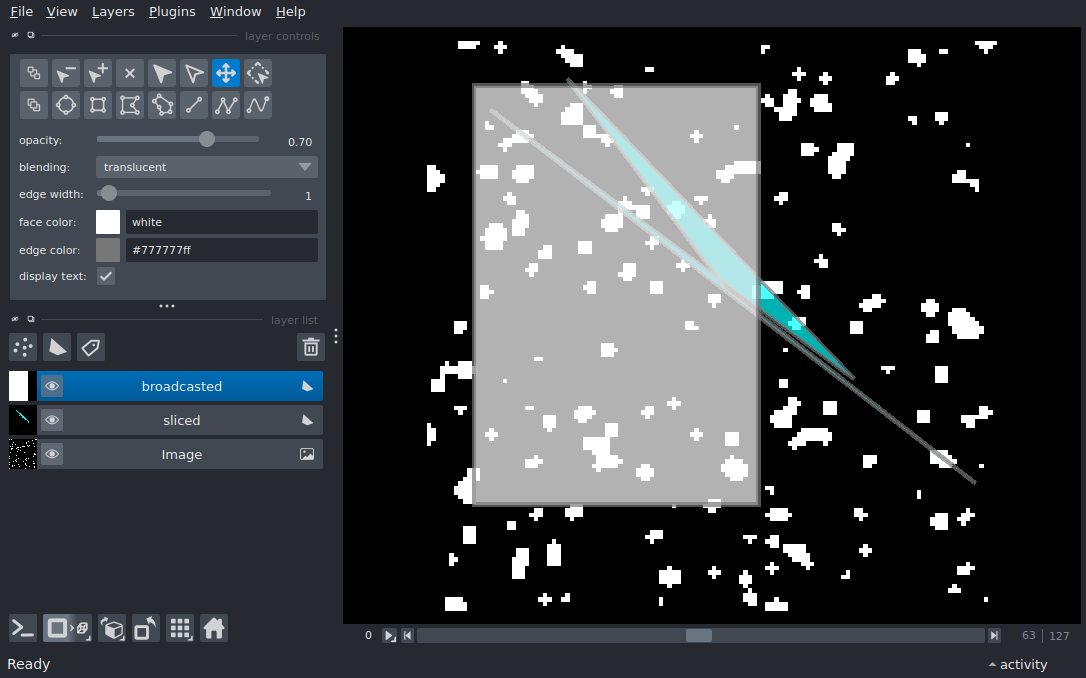 File View Layers Plugins Window Help
layer controls
opacity: 0.70
blending: translucent
edge width: 1
face color: white
edge color: #777777ff
display text:
layer list
broadcasted
sliced
Image
0 63 127
Ready activity